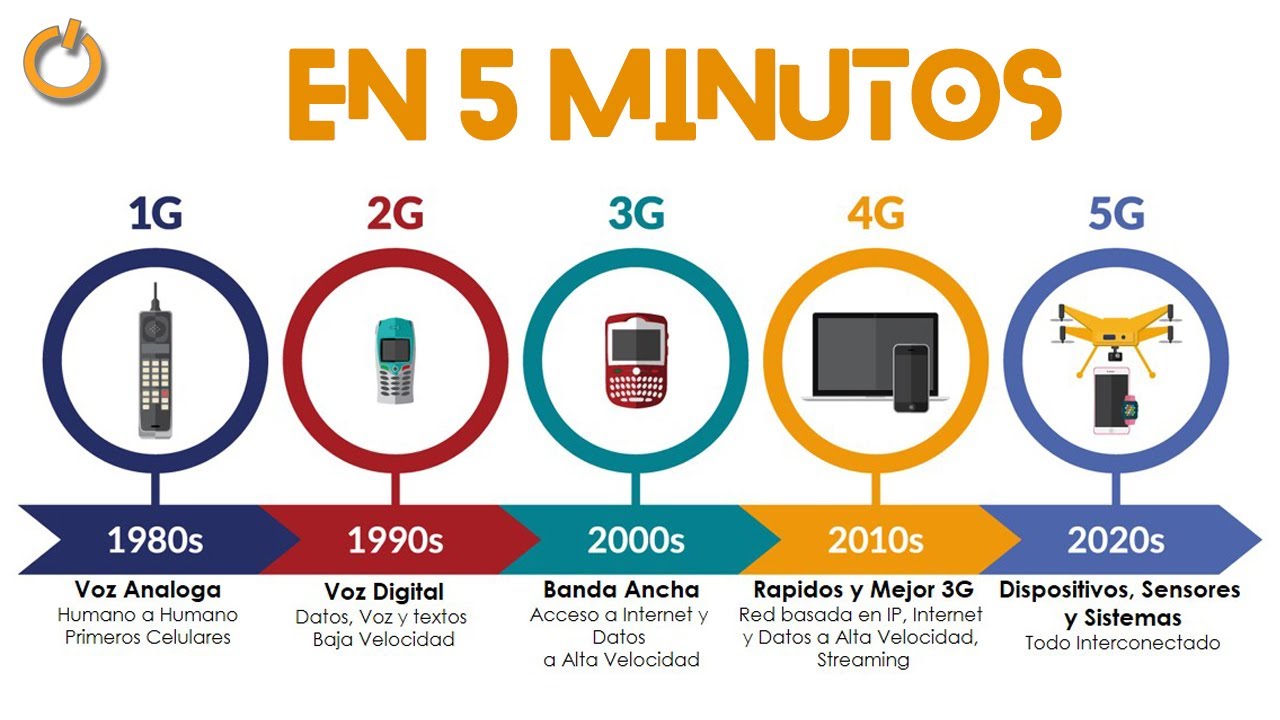 EN 5 MINUTOS
1G
2G
3G
4G
5G
1980s
1990s
2000s
2010s
2020s
Voz Analoga
Humano a Humano
Primeros Celulares
Voz Digital
Datos, Voz y textos
Baja Velocidad
Banda Ancha
Acceso a Internet y
Datos
a Alta Velocidad
Rapidos y Mejor 3G
Red basada en IP, Internet
y Datos a Alta Velocidad,
Streaming
Dispositivos, Sensores
y Sistemas
Todo Interconectado